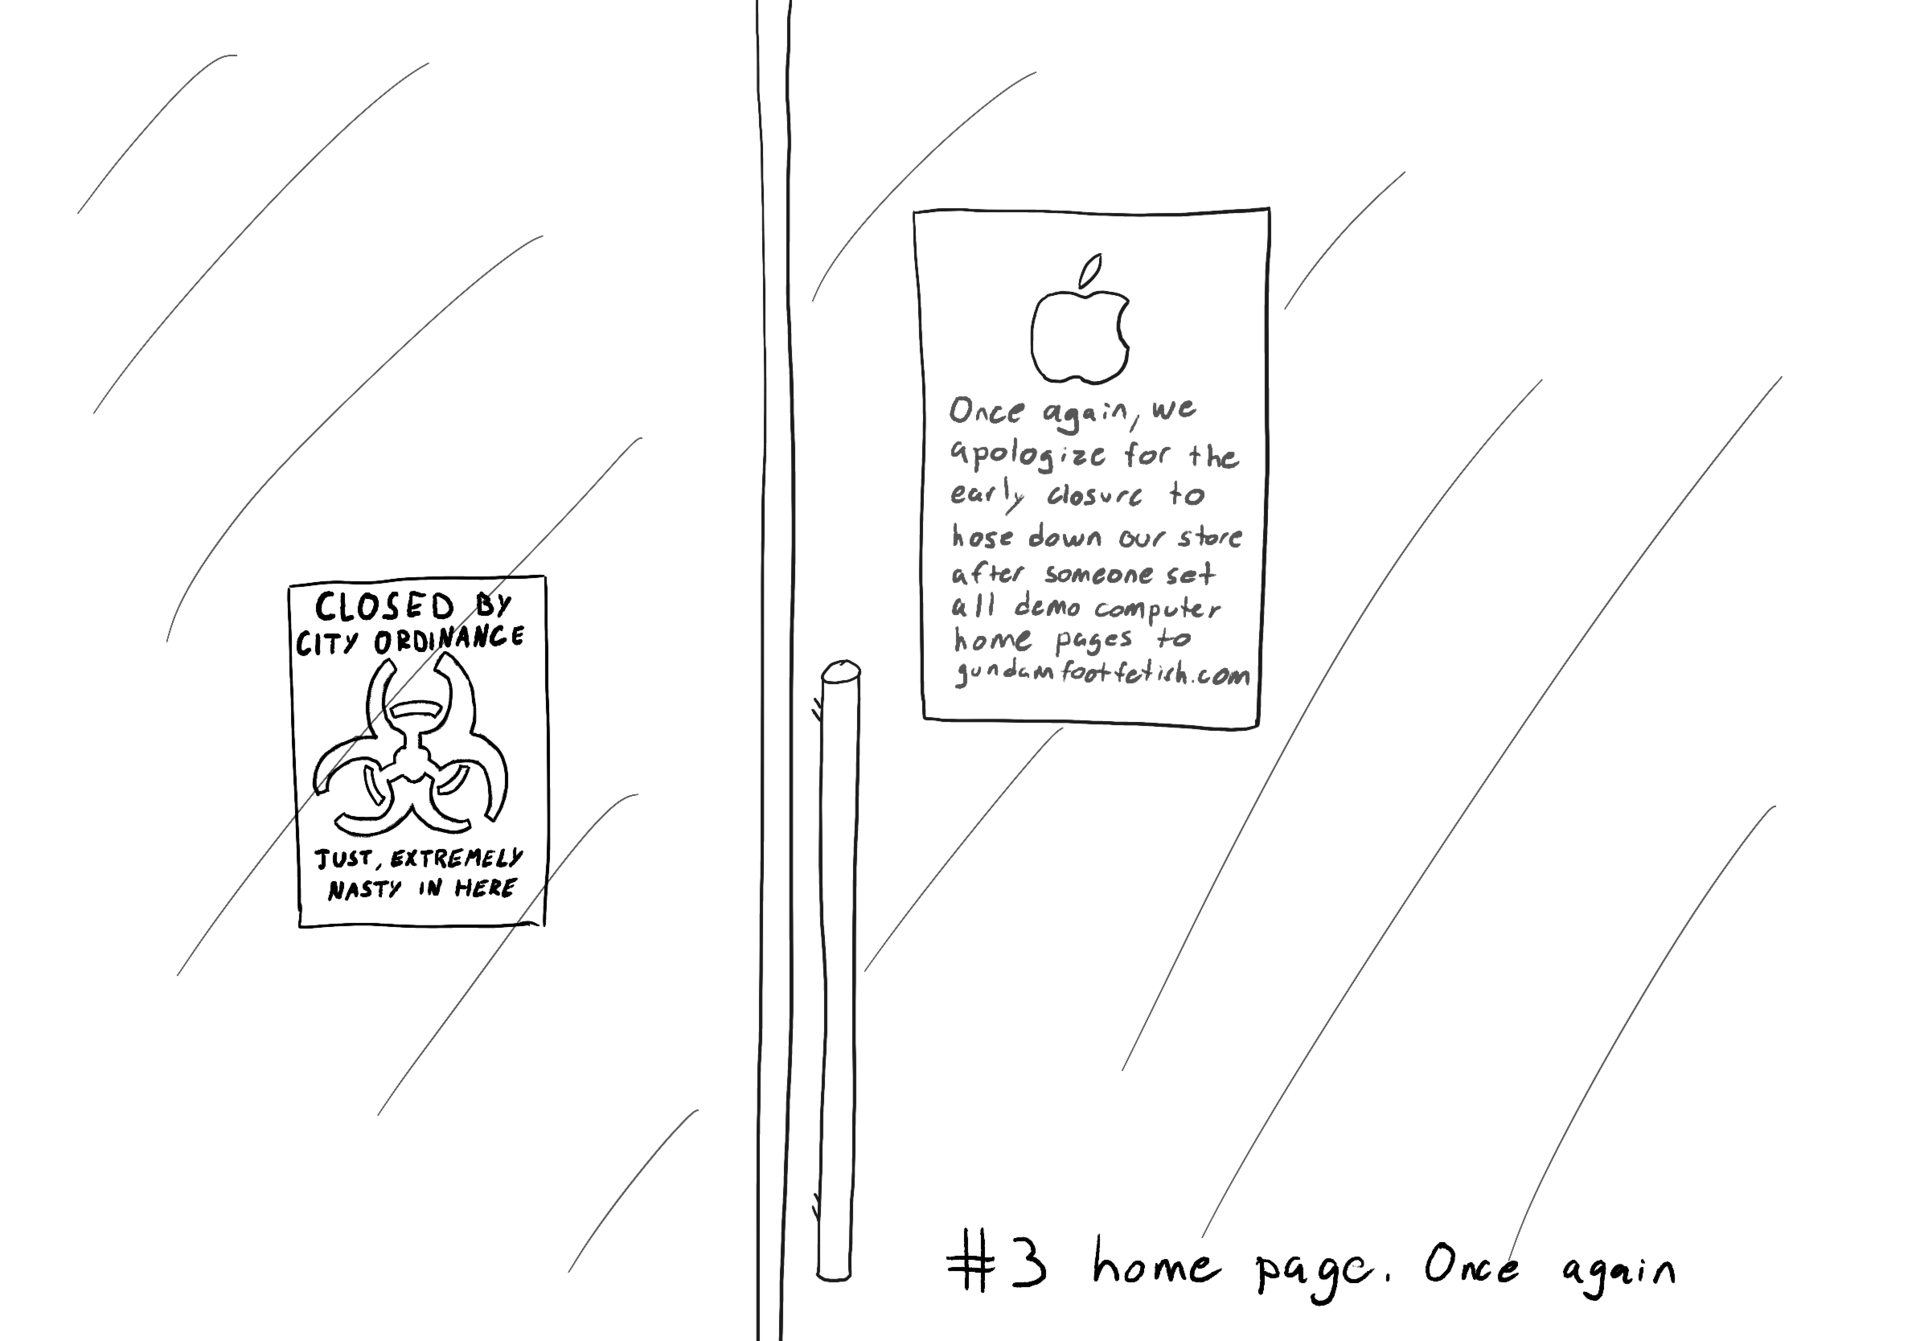 CLOSED BY
CITY ORDINANCE
JUST, EXTREMELY
NASTY IN HERE
Once again, we
apologize for the
early closure to
hose down our store
after someone set
all demo computer
home pages to
gundamfootfetish.com
#3 home page. Once again